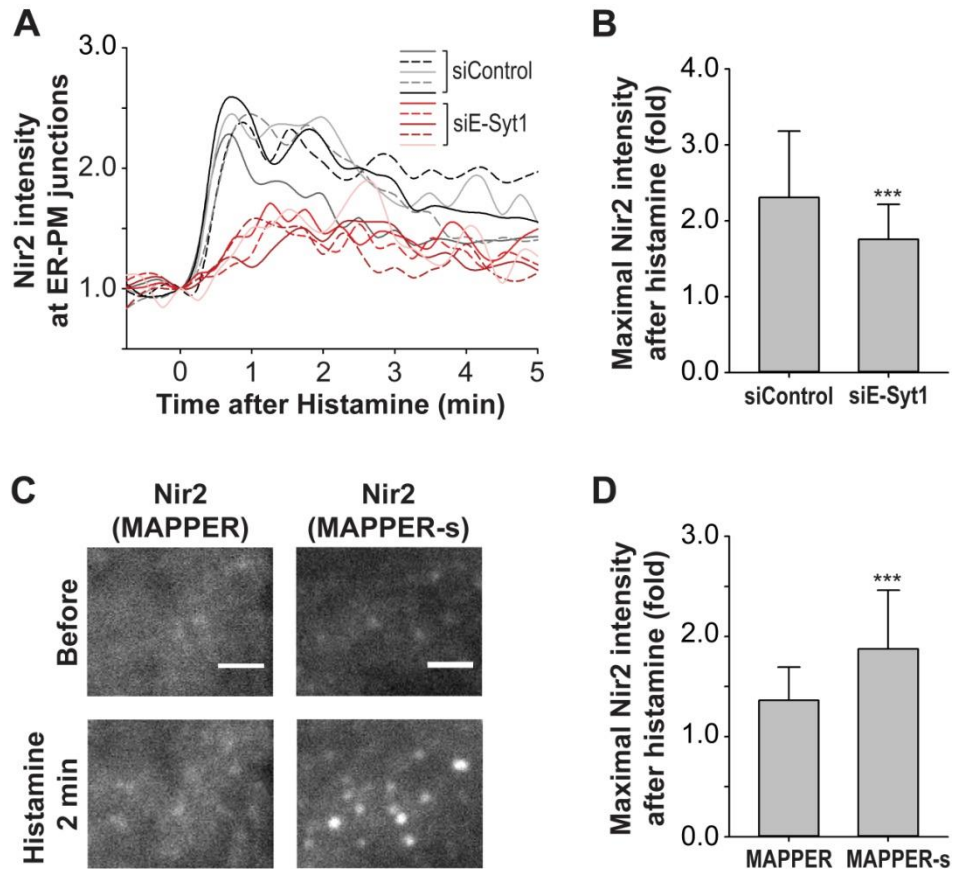 A
Nir2 intensity
at ER-PM junctions
3.0
2.0
1.0
siControl
siE-Syt1
0 1 2 3 4 5
Time after Histamine (min)
B
Maximal Nir2 intensity
after histamine (fold)
4.0
3.0
2.0
1.0
0.0
***
siControl siE-Syt1
C
Nir2
(MAPPER)
Nir2
(MAPPER-s)
Before
Histamine
2 min
D
Maximal Nir2 intensity
after histamine (fold)
3.0
2.0
1.0
0.0
***
MAPPER MAPPER-s